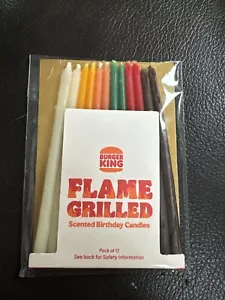 BURGER
KING
FLAME
GRILLED
Scented Birthday Candles
Pack of 12
See back for Safety Information